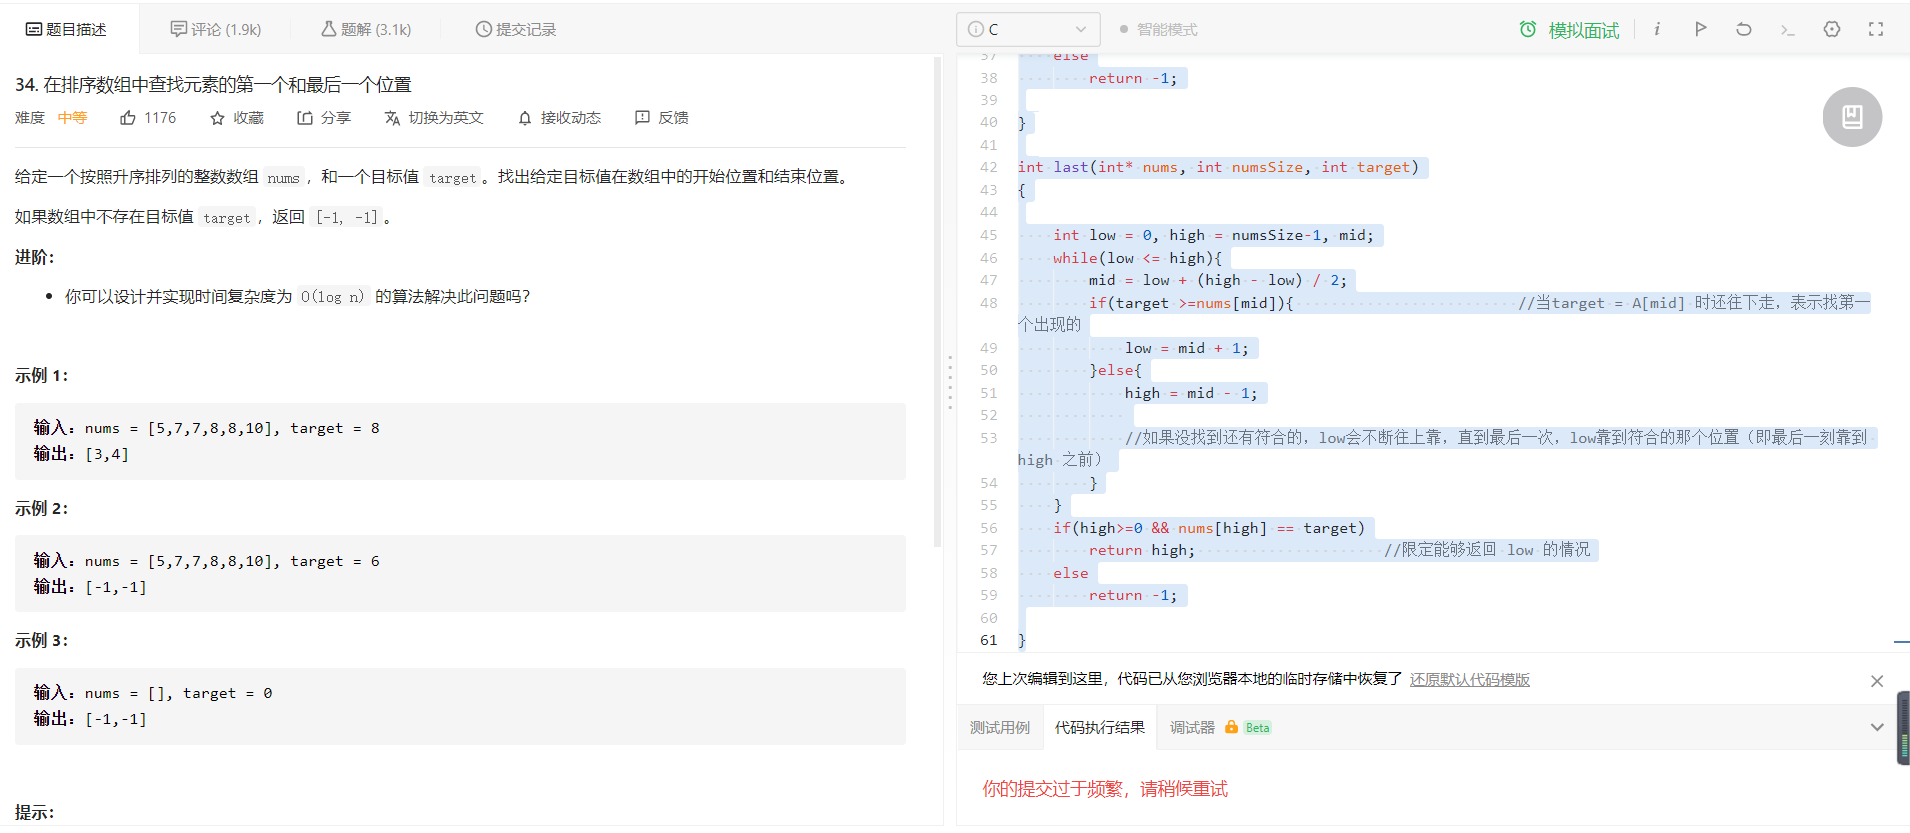 题目描述
评论 (1.9k)
题解 (3.1k)
提交记录
34. 在排序数组中查找元素的第一个和最后一个位置
难度 中等 1176 收藏 分享 切换为英文 接收动态 反馈
给定一个按照升序排列的整数数组 nums，和一个目标值 target。找出给定目标值在数组中的开始位置和结束位置。
如果数组中不存在目标值 target，返回 [-1, -1]。
进阶：
你可以设计并实现时间复杂度为 O(log n) 的算法解决此问题吗？
示例 1：
输入：nums = [5,7,7,8,8,10], target = 8
输出：[3,4]
示例 2：
输入：nums = [5,7,7,8,8,10], target = 6
输出：[-1,-1]
示例 3：
输入：nums = [], target = 0
输出：[-1,-1]
提示：
C
智能模式
模拟面试
37 else
38 return -1;
39
40 }
41
42 int last(int* nums, int numsSize, int target)
43 {
44
45 int low = 0, high = numsSize-1, mid;
46 while(low <= high){
47 mid = low + (high - low) / 2;
48 if(target >=nums[mid]){ //当target = A[mid] 时还往下走，表示找第一
个出现的
49 low = mid + 1;
50 }else{
51 high = mid - 1;
52
53 //如果没找到还有符合的，low会不断往上靠，直到最后一次，low靠到符合的那个位置（即最后一刻靠到
high 之前）
54 }
55 }
56 if(high>=0 && nums[high] == target)
57 return high; //限定能够返回 low 的情况
58 else
59 return -1;
60
61 }
您上次编辑到这里，代码已从您浏览器本地的临时存储中恢复了 还原默认代码模版
测试用例
代码执行结果
调试器 Beta
你的提交过于频繁，请稍候重试